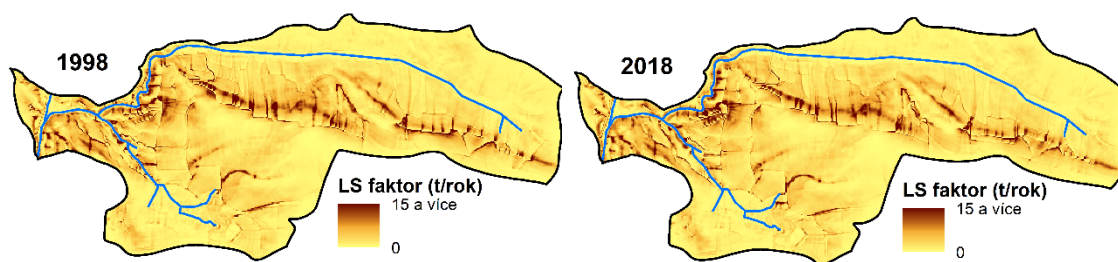 1998
LS faktor (t/rok)
15 a více
0
2018
LS faktor (t/rok)
15 a více
0